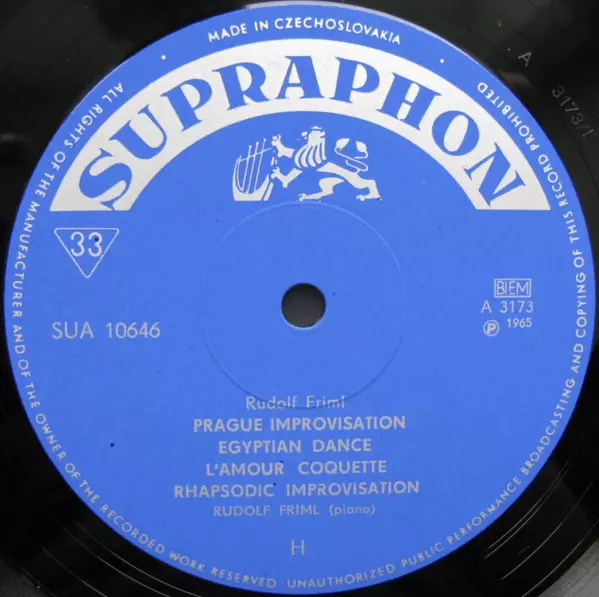 MADE IN CZECHOSLOVAKIA
ALL RIGHTS OF THE MANUFACTURER AND OF THE OWNER OF THE RECORDED WORK RESERVED · UNAUTHORIZED PUBLIC PERFORMANCE BROADCASTING AND COPYING OF THIS RECORD PROHIBITED
A 3173/1
SUPRAPHON
33
SUA 10646
BIEM
A 3173
Ⓟ 1965
Rudolf Friml
PRAGUE IMPROVISATION
EGYPTIAN DANCE
L'AMOUR COQUETTE
RHAPSODIC IMPROVISATION
RUDOLF FRIML (piano)
H